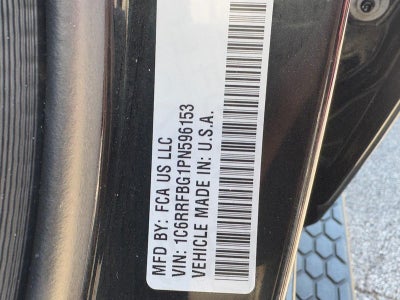 MFD BY: FCA US LLC
VIN: 1C6RRFBG1PN596153
VEHICLE MADE IN: U.S.A.